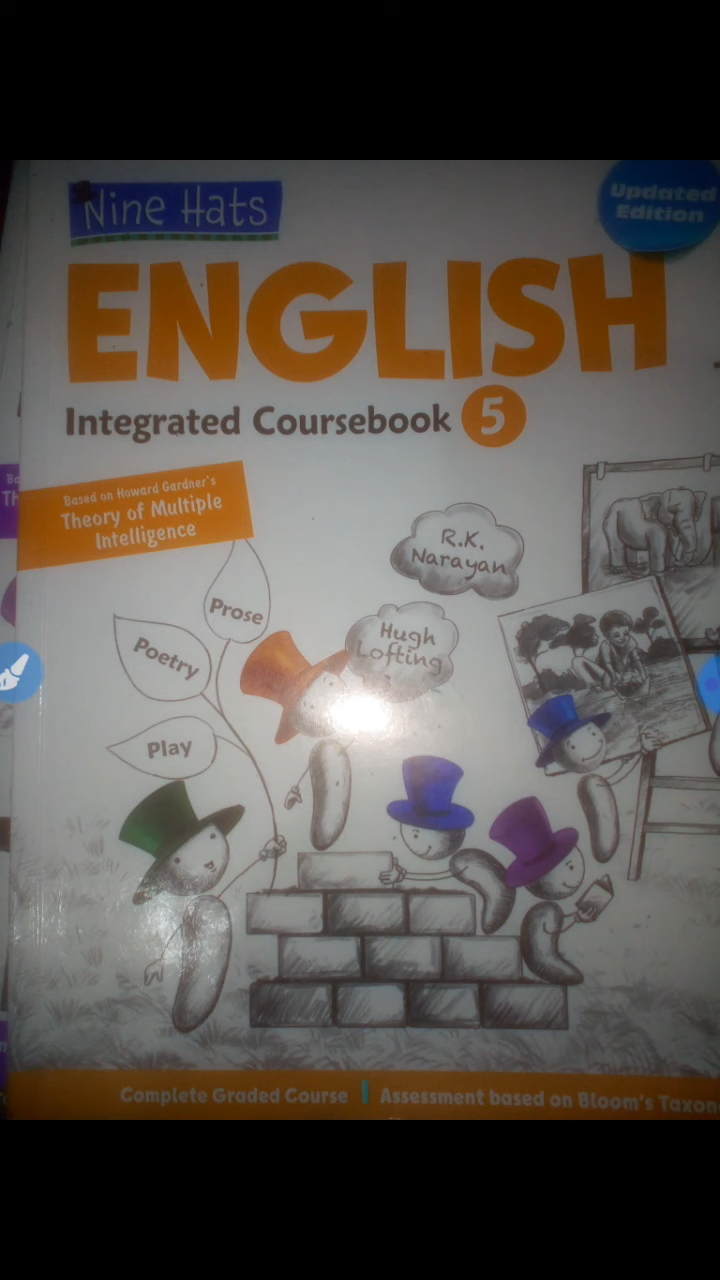 Nine Hats
Updated
Edition
ENGLISH
Integrated Coursebook 5
Based on Howard Gardner's
Theory of Multiple
Intelligence
R.K.
Narayan
Prose
Hugh
Lofting
Poetry
Play
Complete Graded Course | Assessment based on Bloom's Taxon